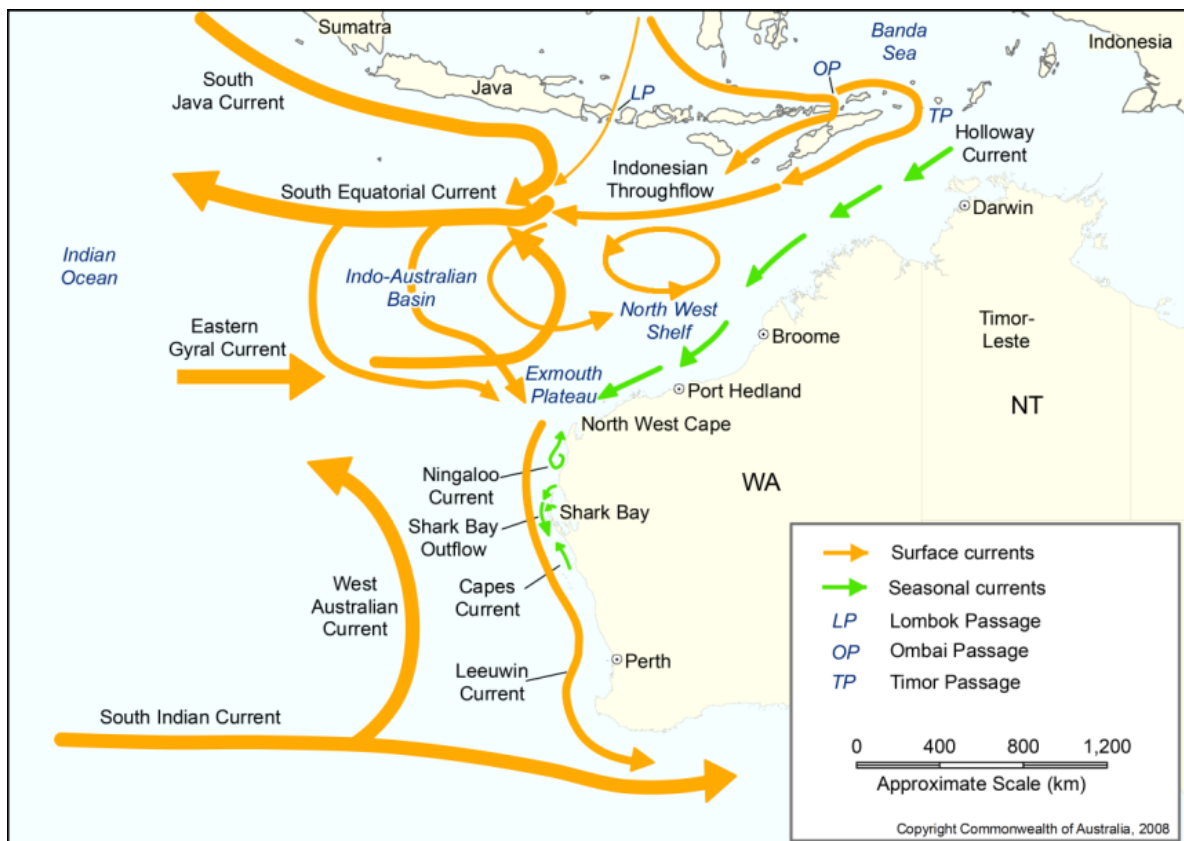 Sumatra
Banda
Sea
Indonesia
South
Java Current
Java
LP
OP
TP
Holloway
Current
Indonesian
Throughflow
South Equatorial Current
Darwin
Indian
Ocean
Indo-Australian
Basin
North West
Shelf
Timor-
Leste
Eastern
Gyral Current
Broome
Exmouth
Plateau
Port Hedland
NT
North West Cape
Ningaloo
Current
WA
Shark Bay
Shark Bay
Outflow
Capes
Current
West
Australian
Current
Perth
Leeuwin
Current
South Indian Current
Surface currents
Seasonal currents
LP Lombok Passage
OP Ombai Passage
TP Timor Passage
0 400 800 1,200
Approximate Scale (km)
Copyright Commonwealth of Australia, 2008